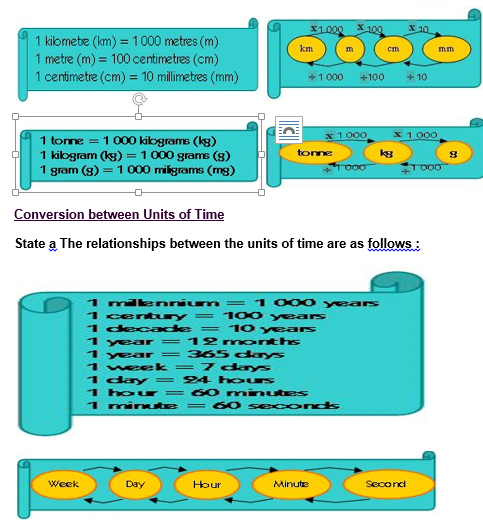 1 kilometre (km) = 1 000 metres (m)
1 metre (m) = 100 centimetres (cm)
1 centimetre (cm) = 10 millimetres (mm)
x 1 000 x 100 x 10
km m cm mm
÷ 1 000 ÷100 ÷ 10
1 tonne = 1 000 kilograms (kg)
1 kilogram (kg) = 1 000 grams (g)
1 gram (g) = 1 000 miligrams (mg)
x 1 000 x 1 000
tonne kg g
÷ 1 000 ÷ 1 000
Conversion between Units of Time
State a The relationships between the units of time are as follows :
1 millennium = 1 000 years
1 century = 100 years
1 decade = 10 years
1 year = 12 months
1 year = 365 days
1 week = 7 days
1 day = 24 hours
1 hour = 60 minutes
1 minute = 60 seconds
Week Day Hour Minute Second